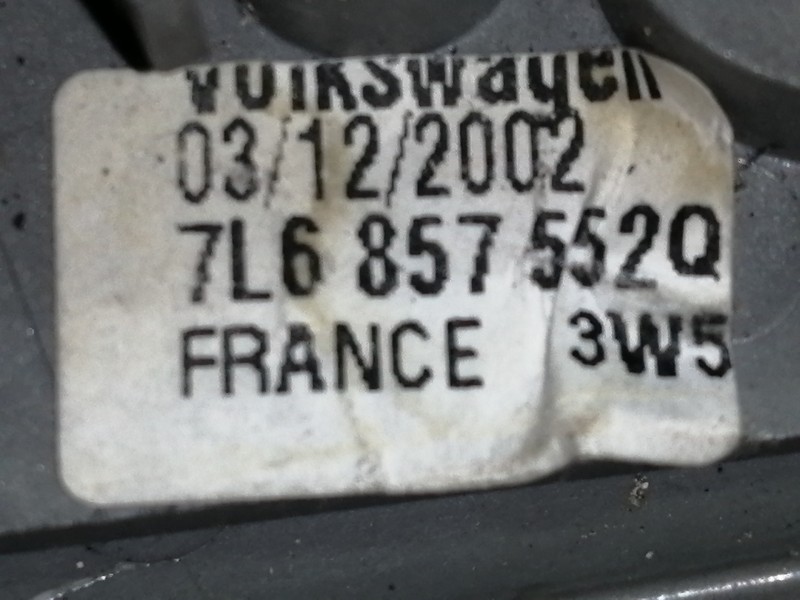 Volkswagen
03/12/2002
7L6 857 552Q
FRANCE 3W5